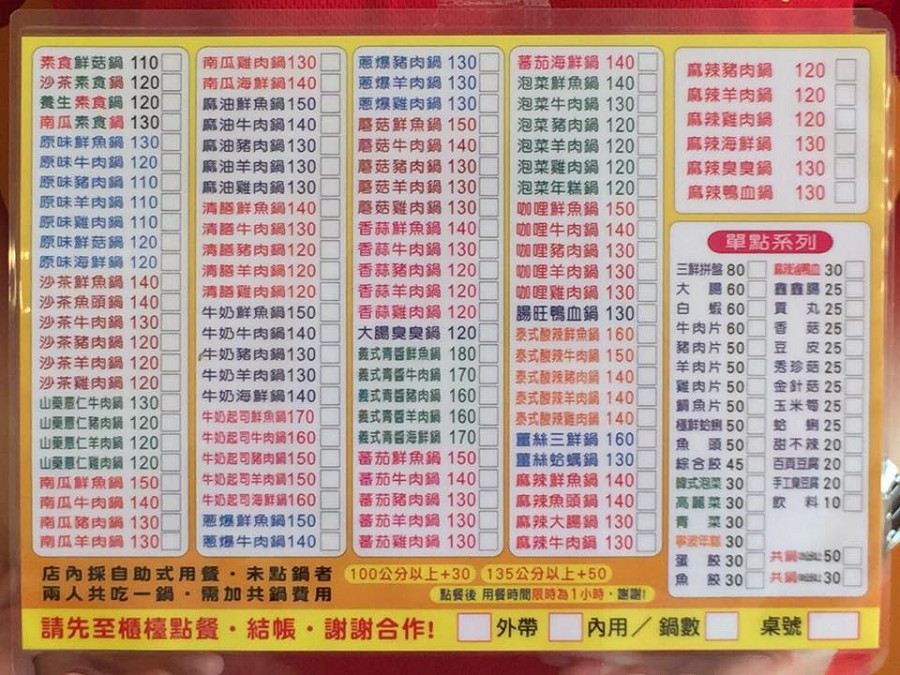 素食鮮菇鍋 110
沙茶素食鍋 120
養生素食鍋 120
南瓜素食鍋 130
原味鮮魚鍋 130
原味牛肉鍋 120
原味豬肉鍋 110
原味羊肉鍋 110
原味雞肉鍋 110
原味鮮菇鍋 120
原味海鮮鍋 120
沙茶鮮魚鍋 140
沙茶魚頭鍋 140
沙茶牛肉鍋 130
沙茶豬肉鍋 120
沙茶羊肉鍋 120
沙茶雞肉鍋 120
山藥薏仁牛肉鍋 130
山藥薏仁豬肉鍋 120
山藥薏仁羊肉鍋 120
山藥薏仁雞肉鍋 120
南瓜鮮魚鍋 150
南瓜牛肉鍋 140
南瓜豬肉鍋 130
南瓜羊肉鍋 130
南瓜雞肉鍋 130
南瓜海鮮鍋 140
麻油鮮魚鍋 150
麻油牛肉鍋 140
麻油豬肉鍋 130
麻油羊肉鍋 130
麻油雞肉鍋 130
清膳鮮魚鍋 140
清膳牛肉鍋 130
清膳豬肉鍋 120
清膳羊肉鍋 120
清膳雞肉鍋 120
牛奶鮮魚鍋 150
牛奶牛肉鍋 140
牛奶豬肉鍋 130
牛奶羊肉鍋 130
牛奶海鮮鍋 140
牛奶起司鮮魚鍋 170
牛奶起司牛肉鍋 160
牛奶起司豬肉鍋 150
牛奶起司羊肉鍋 150
牛奶起司海鮮鍋 160
蔥爆鮮魚鍋 150
蔥爆牛肉鍋 140
蔥爆豬肉鍋 130
蔥爆羊肉鍋 130
蔥爆雞肉鍋 130
蘑菇鮮魚鍋 150
蘑菇牛肉鍋 140
蘑菇豬肉鍋 130
蘑菇羊肉鍋 130
蘑菇雞肉鍋 130
香蒜鮮魚鍋 140
香蒜牛肉鍋 130
香蒜豬肉鍋 120
香蒜羊肉鍋 120
香蒜雞肉鍋 120
大腸臭臭鍋 120
義式青醬鮮魚鍋 180
義式青醬牛肉鍋 170
義式青醬豬肉鍋 160
義式青醬羊肉鍋 160
義式青醬海鮮鍋 170
蕃茄鮮魚鍋 150
蕃茄牛肉鍋 140
蕃茄豬肉鍋 130
蕃茄羊肉鍋 130
蕃茄雞肉鍋 130
蕃茄海鮮鍋 140
泡菜鮮魚鍋 140
泡菜牛肉鍋 130
泡菜豬肉鍋 120
泡菜羊肉鍋 120
泡菜雞肉鍋 120
泡菜年糕鍋 120
咖哩鮮魚鍋 150
咖哩牛肉鍋 140
咖哩豬肉鍋 130
咖哩羊肉鍋 130
咖哩雞肉鍋 130
腸旺鴨血鍋 130
泰式酸辣鮮魚鍋 160
泰式酸辣牛肉鍋 150
泰式酸辣豬肉鍋 140
泰式酸辣羊肉鍋 140
泰式酸辣雞肉鍋 140
薑絲三鮮鍋 160
薑絲蛤蠣鍋 130
麻辣鮮魚鍋 140
麻辣魚頭鍋 140
麻辣大腸鍋 130
麻辣牛肉鍋 130
麻辣豬肉鍋 120
麻辣羊肉鍋 120
麻辣雞肉鍋 120
麻辣海鮮鍋 130
麻辣臭臭鍋 130
麻辣鴨血鍋 130
單點系列
三鮮拼盤 80
大腸 60
白蝦 60
牛肉片 60
豬肉片 50
羊肉片 50
雞肉片 50
鯛魚片 50
極鮮蛤蜊 50
魚頭 50
綜合餃 45
韓式泡菜 30
高麗菜 30
青菜 30
寧波年糕 30
蛋餃 30
魚餃 30
麻辣油鴨血 30
鑫鑫腸 25
貢丸 25
香菇 25
豆皮 25
秀珍菇 25
金針菇 25
玉米筍 25
蛤蜊 25
甜不辣 20
百頁豆腐 20
手工臭豆腐 20
飲料 10
共鍋 50
共鍋 30
店內採自助式用餐・未點鍋者 100公分以上+30 135公分以上+50
兩人共吃一鍋・需加共鍋費用 點餐後 用餐時間限時為1小時，謝謝!
請先至櫃檯點餐・結帳・謝謝合作! 外帶 內用／鍋數 桌號